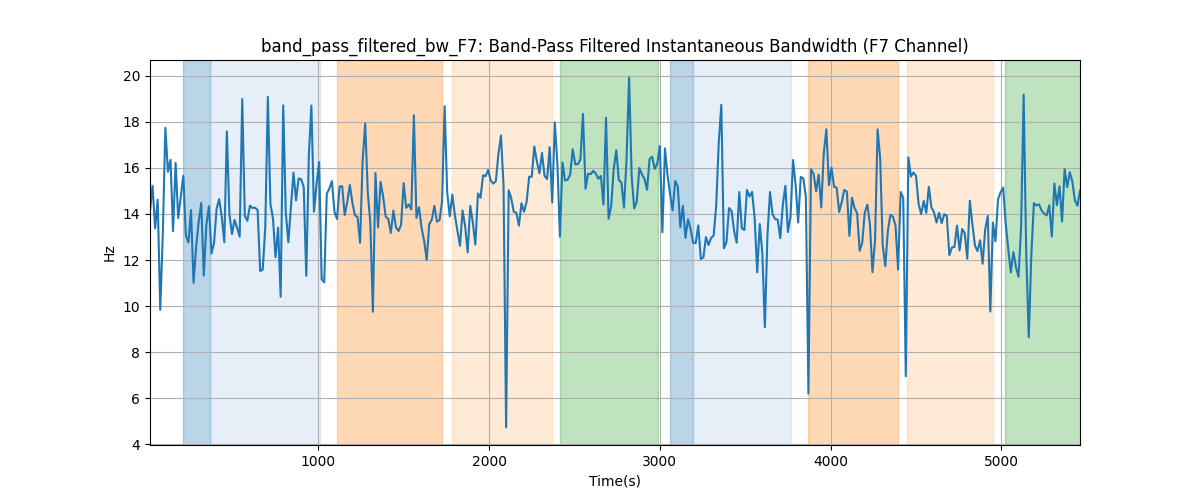 band_pass_filtered_bw_F7: Band-Pass Filtered Instantaneous Bandwidth (F7 Channel)
20
18
16
14
12
10
8
6
4
Hz
1000 2000 3000 4000 5000
Time(s)